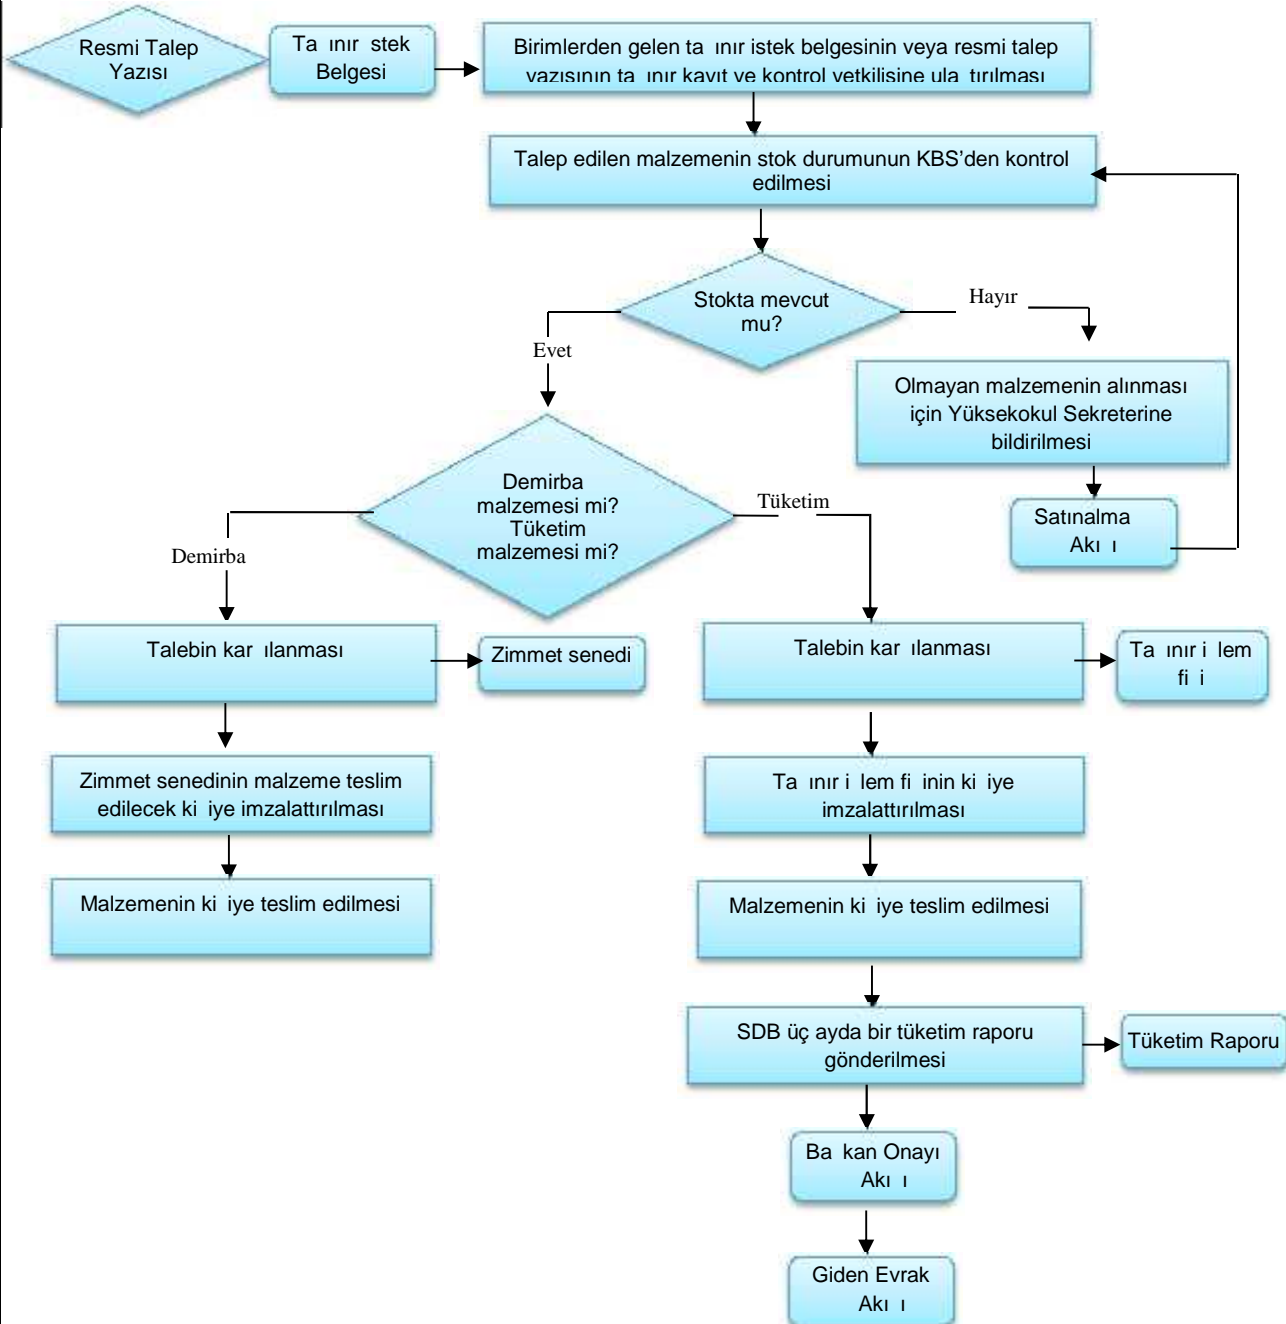 Resmi Talep
Yazısı
Ta ınır stek
Belgesi
Birimlerden gelen ta ınır istek belgesinin veya resmi talep
yazısının ta ınır kayıt ve kontrol yetkilisine ula tırılması
Talep edilen malzemenin stok durumunun KBS’den kontrol
edilmesi
Stokta mevcut
mu?
Hayır
Evet
Olmayan malzemenin alınması
için Yüksekokul Sekreterine
bildirilmesi
Satınalma
Akı ı
Demirba
malzemesi mi?
Tüketim
malzemesi mi?
Tüketim
Demirba
Talebin kar ılanması
Zimmet senedi
Talebin kar ılanması
Ta ınır i lem
fi i
Zimmet senedinin malzeme teslim
edilecek ki iye imzalattırılması
Ta ınır i lem fi inin ki iye
imzalattırılması
Malzemenin ki iye teslim edilmesi
Malzemenin ki iye teslim edilmesi
SDB üç ayda bir tüketim raporu
gönderilmesi
Tüketim Raporu
Ba kan Onayı
Akı ı
Giden Evrak
Akı ı